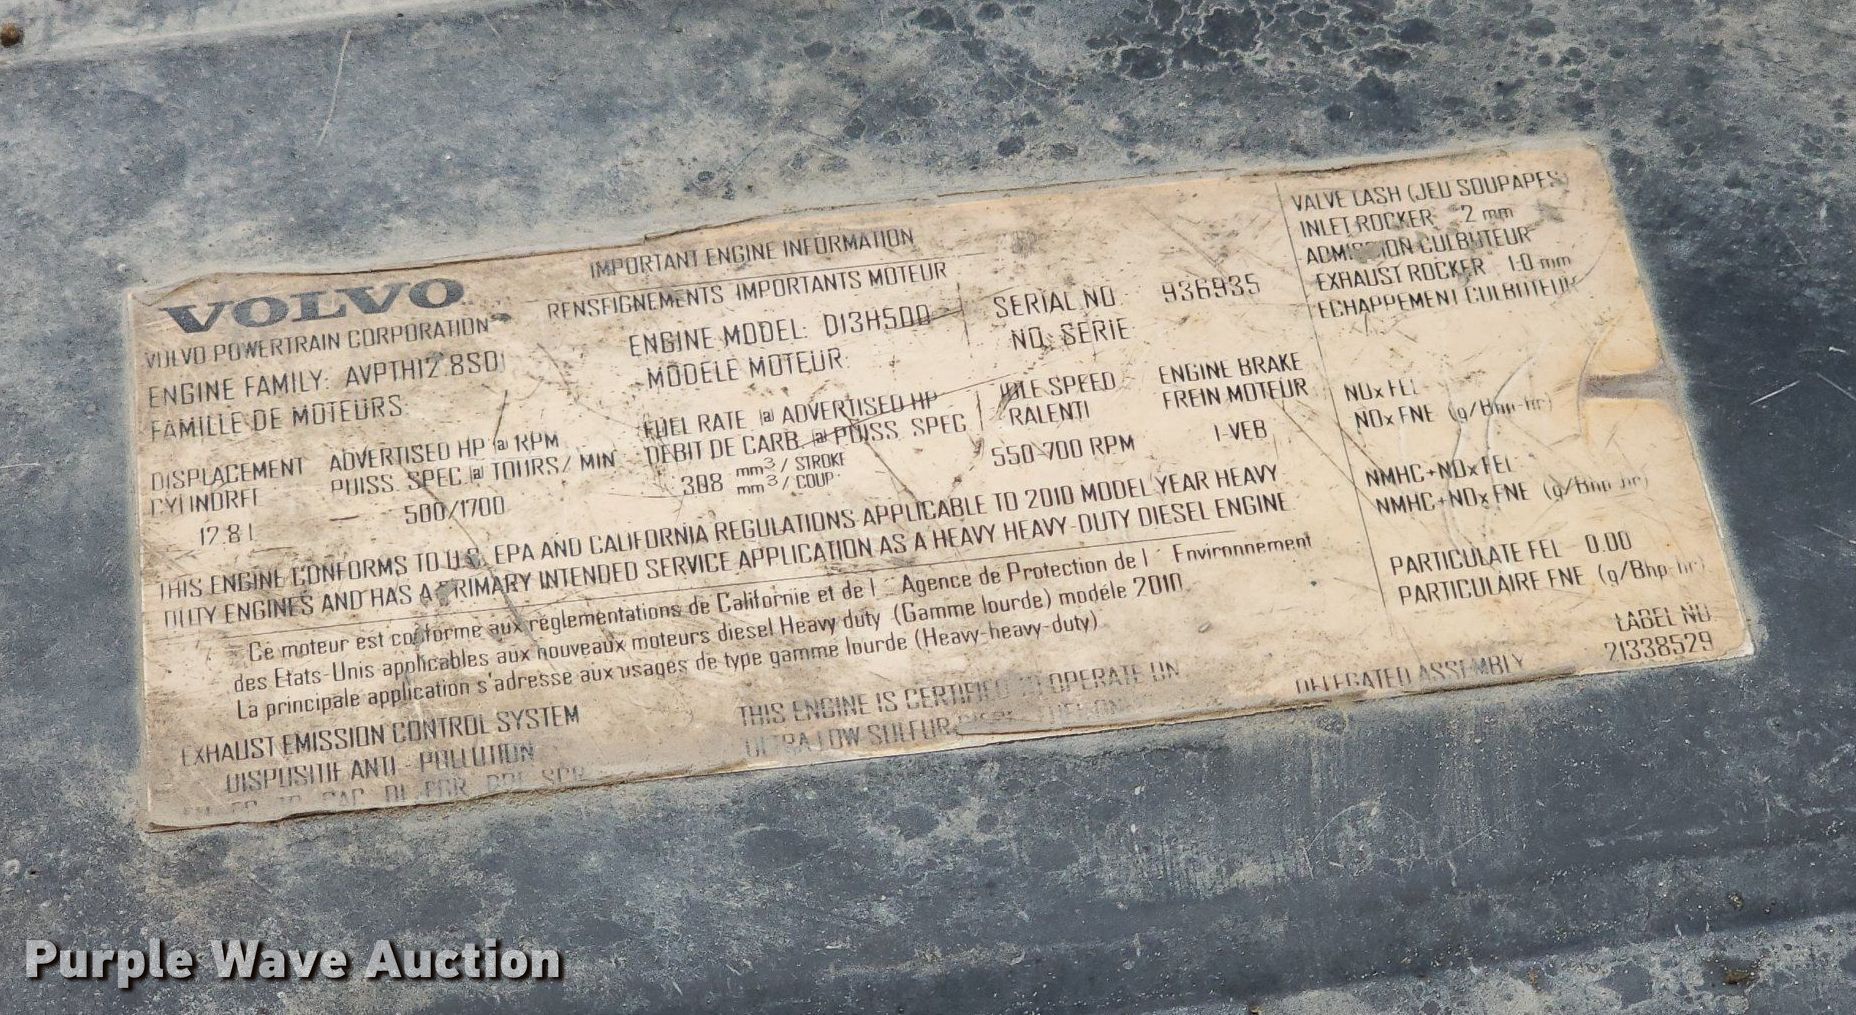 VOLVO
VOLVO POWERTRAIN CORPORATION
IMPORTANT ENGINE INFORMATION
RENSEIGNEMENTS IMPORTANTS MOTEUR
ENGINE FAMILY: AVPTH12.8S01
FAMILLE DE MOTEURS
ENGINE MODEL: D13H500
MODELE MOTEUR:
SERIAL NO. 936935
NO. SERIE
DISPLACEMENT
CYLINDREE
12.8 L
ADVERTISED HP @ RPM
PUISS. SPEC @ TOURS/ MIN
500/1700
FUEL RATE @ ADVERTISED HP
DEBIT DE CARB. @ PUISS. SPEC
308 mm³/ STROKE
mm³/ COUP
IDLE SPEED
RALENTI
550-700 RPM
ENGINE BRAKE
FREIN MOTEUR
I-VEB
THIS ENGINE CONFORMS TO U.S. EPA AND CALIFORNIA REGULATIONS APPLICABLE TO 2010 MODEL YEAR HEAVY
DUTY ENGINES AND HAS A PRIMARY INTENDED SERVICE APPLICATION AS A HEAVY HEAVY-DUTY DIESEL ENGINE
Ce moteur est conforme aux réglementations de Californie et de l' Agence de Protection de l' Environnement
des Etats-Unis applicables aux nouveaux moteurs diesel Heavy duty (Gamme lourde) modéle 2010.
La principale application s'adresse aux usages de type gamme lourde (Heavy-heavy-duty)
EXHAUST EMISSION CONTROL SYSTEM
DISPOSITIF ANTI - POLLUTION
THIS ENGINE IS CERTIFIED TO OPERATE ON
ULTRA LOW SULFUR
VALVE LASH (JEU SOUPAPES)
INLET ROCKER .2 mm
ADMISSION CULBUTEUR
EXHAUST ROCKER 1.0 mm
ECHAPPEMENT CULBUTEUR
NOx FEL
NOx FNE (g/Bhp-hr)
NMHC+NOx FEL
NMHC+NOx FNE (g/Bhp-hr)
PARTICULATE FEL 0.00
PARTICULAIRE FNE (g/Bhp-hr)
LABEL NO
21338529
DELEGATED ASSEMBLY
Purple Wave Auction